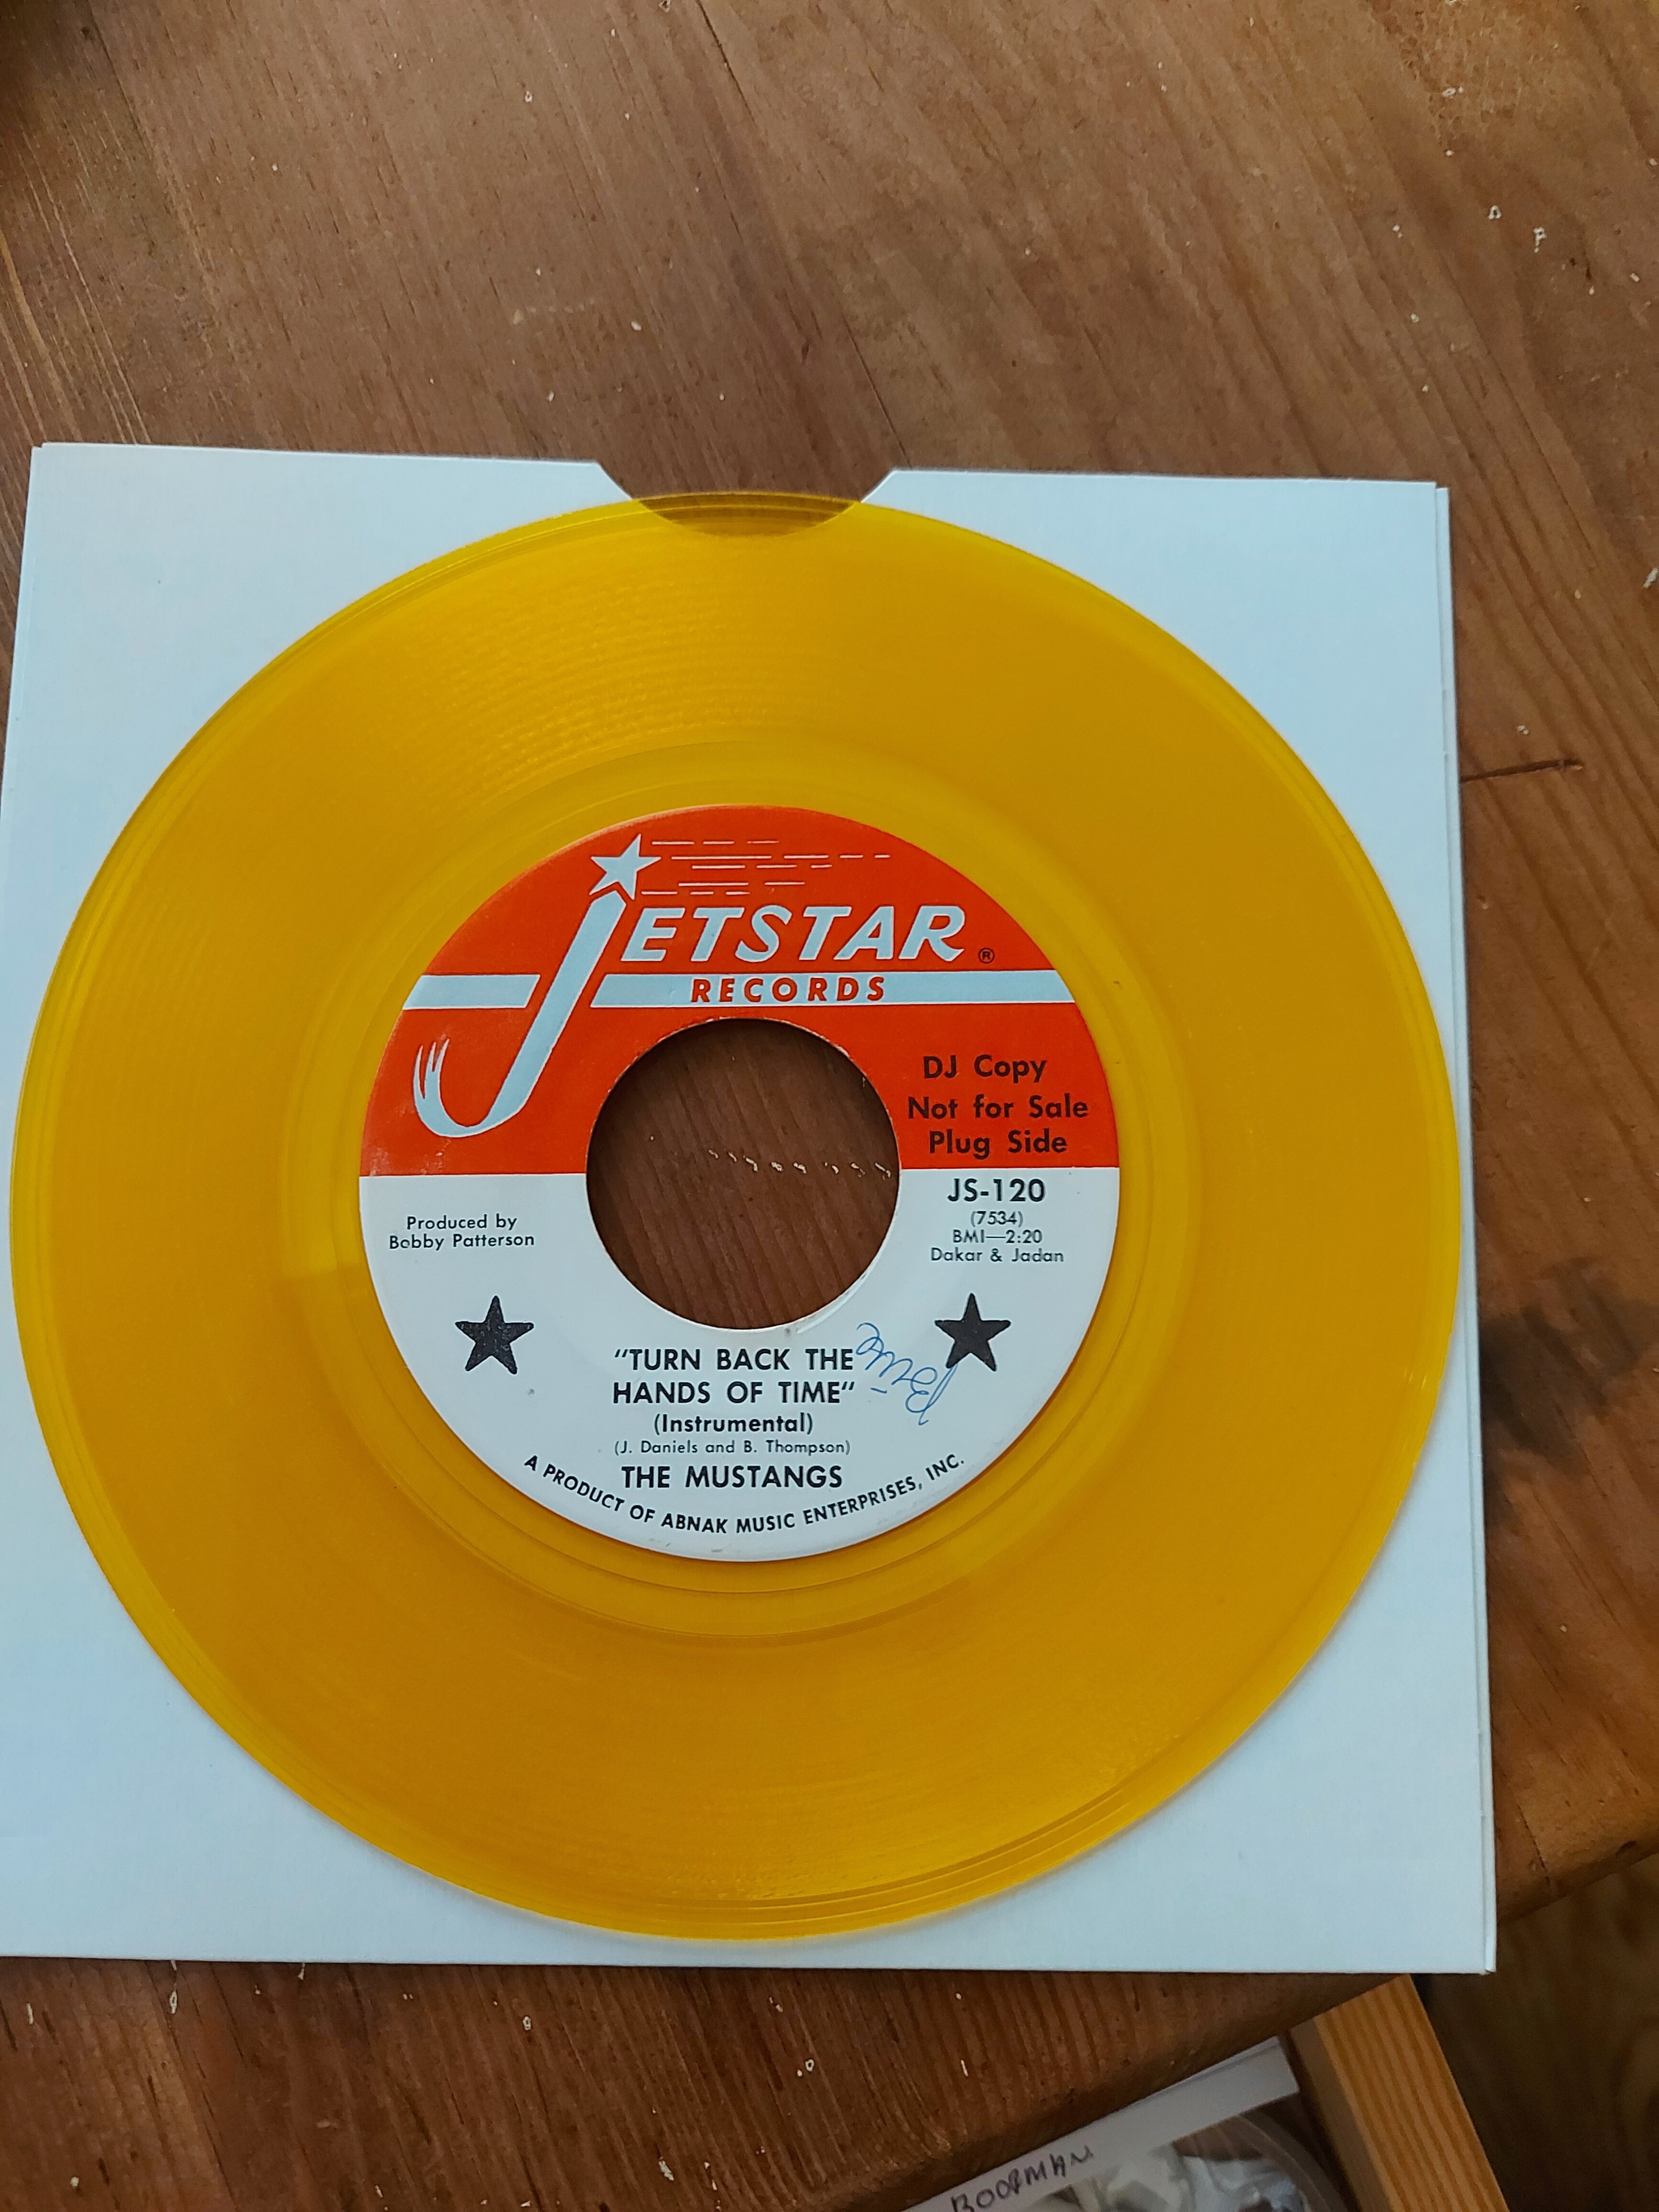 JETSTAR ®
RECORDS
DJ Copy
Not for Sale
Plug Side
JS-120
(7534)
BMI—2:20
Dakar & Jadan
Produced by
Bobby Patterson
"TURN BACK THE
HANDS OF TIME"
(Instrumental)
(J. Daniels and B. Thompson)
THE MUSTANGS
A PRODUCT OF ABNAK MUSIC ENTERPRISES, INC.
BOOPMAN